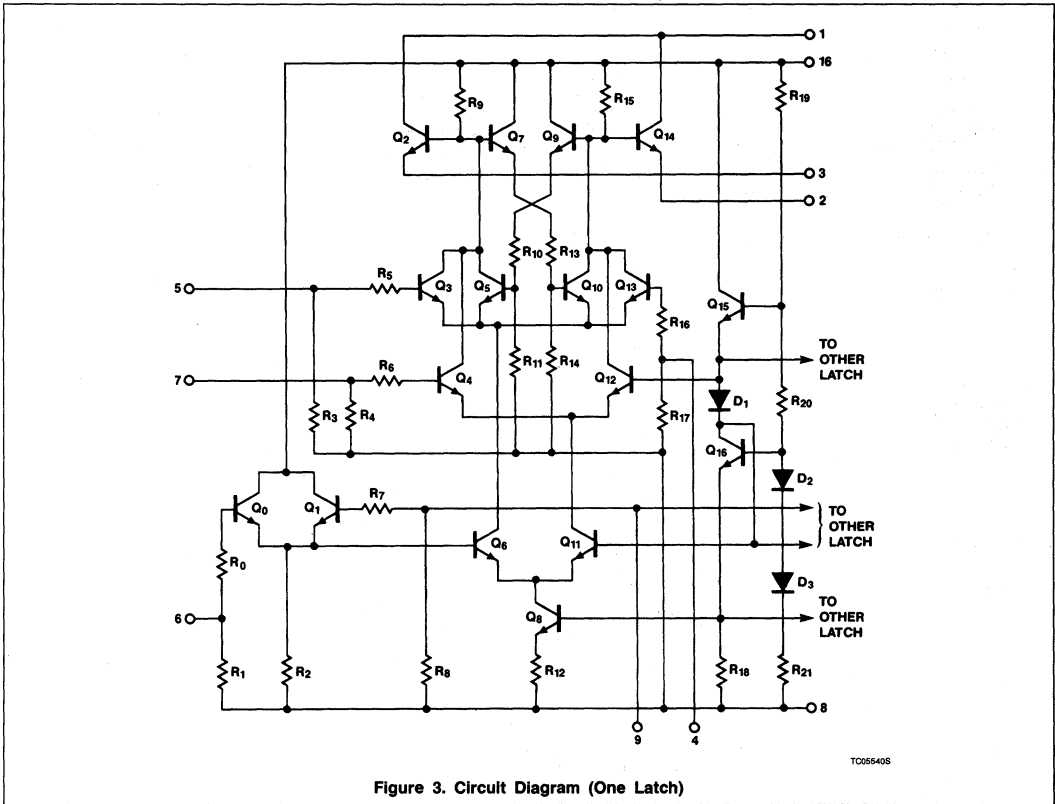 1
16
R9
R15
R19
Q2
Q7
Q9
Q14
3
2
R10
R13
5
R5
Q3
Q5
Q10
Q13
Q15
R16
TO
OTHER
LATCH
R11
R14
7
R6
Q4
Q12
D1
R20
R3
R4
R17
Q16
D2
Q0
Q1
R7
TO
OTHER
LATCH
Q6
Q11
R0
D3
6
Q8
TO
OTHER
LATCH
R1
R2
R8
R12
R18
R21
8
9
4
TC05540S
Figure 3. Circuit Diagram (One Latch)